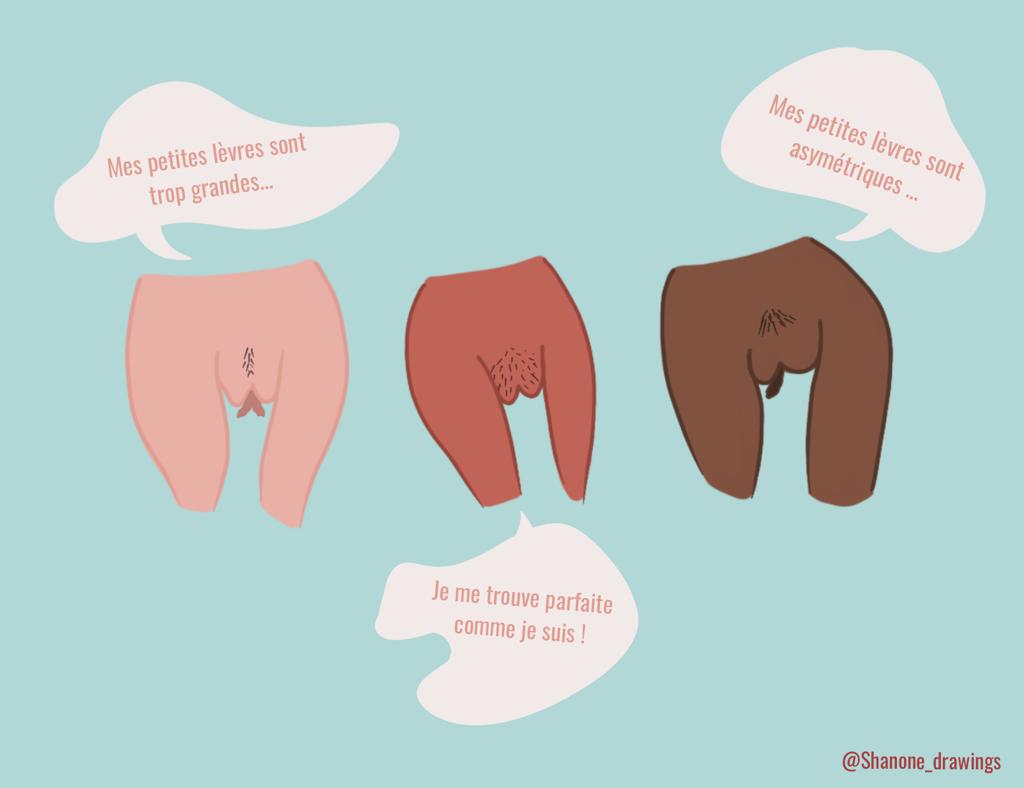 Mes petites lèvres sont
trop grandes...
Mes petites lèvres sont
asymétriques ...
Je me trouve parfaite
comme je suis !
@Shanone_drawings